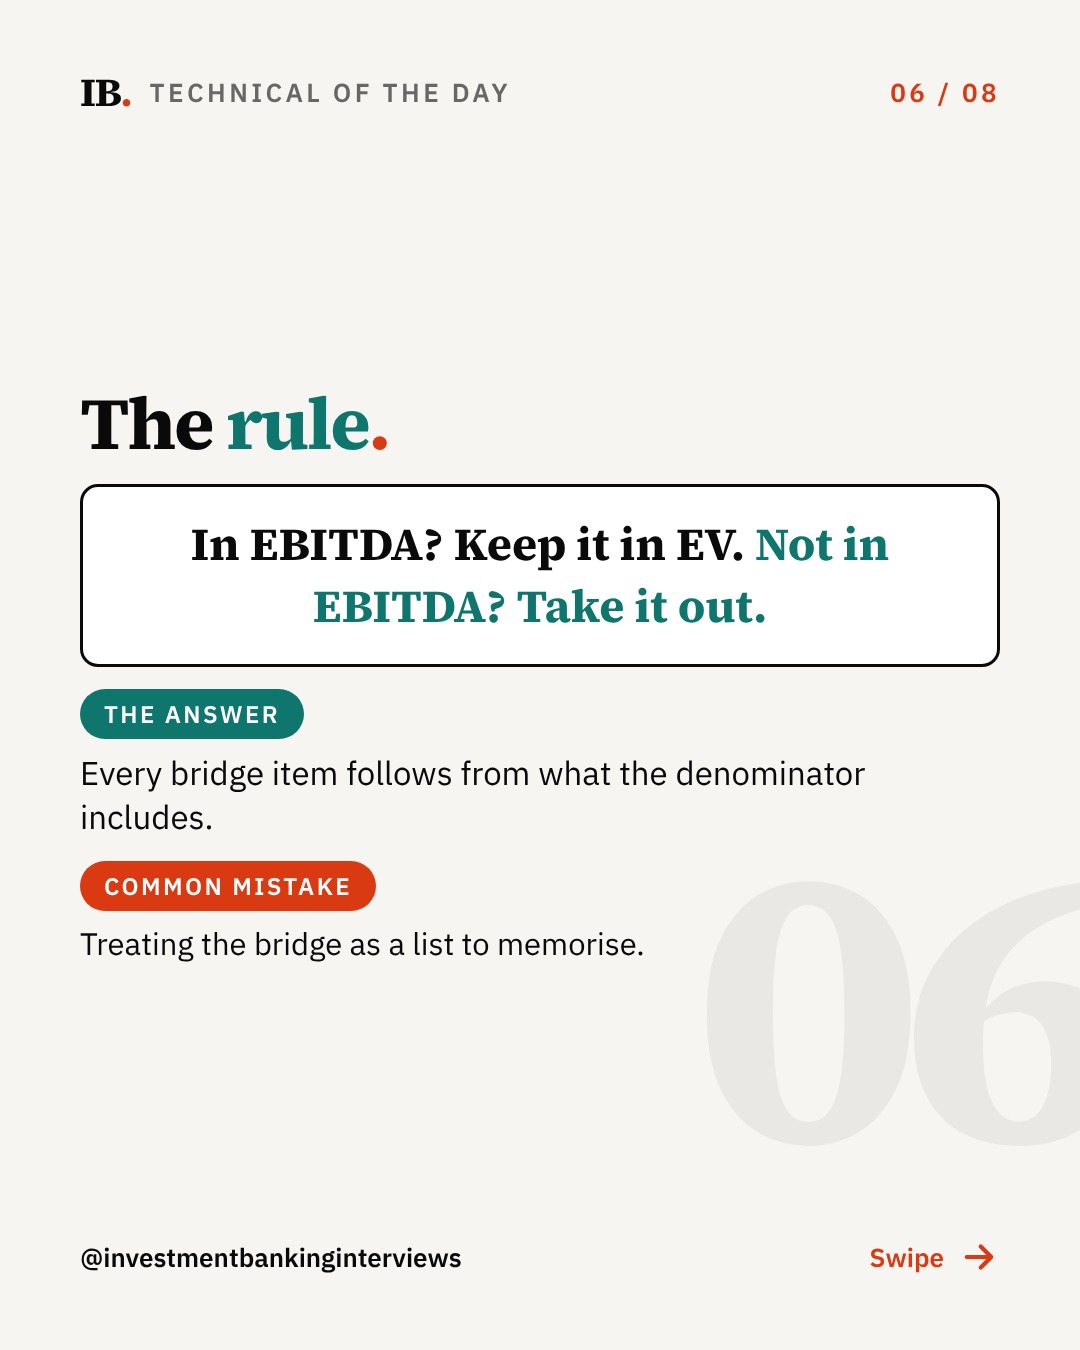 IB. TECHNICAL OF THE DAY
06 / 08
The rule.
In EBITDA? Keep it in EV. Not in
EBITDA? Take it out.
THE ANSWER
Every bridge item follows from what the denominator
includes.
COMMON MISTAKE
Treating the bridge as a list to memorise.
06
@investmentbankinginterviews
Swipe →